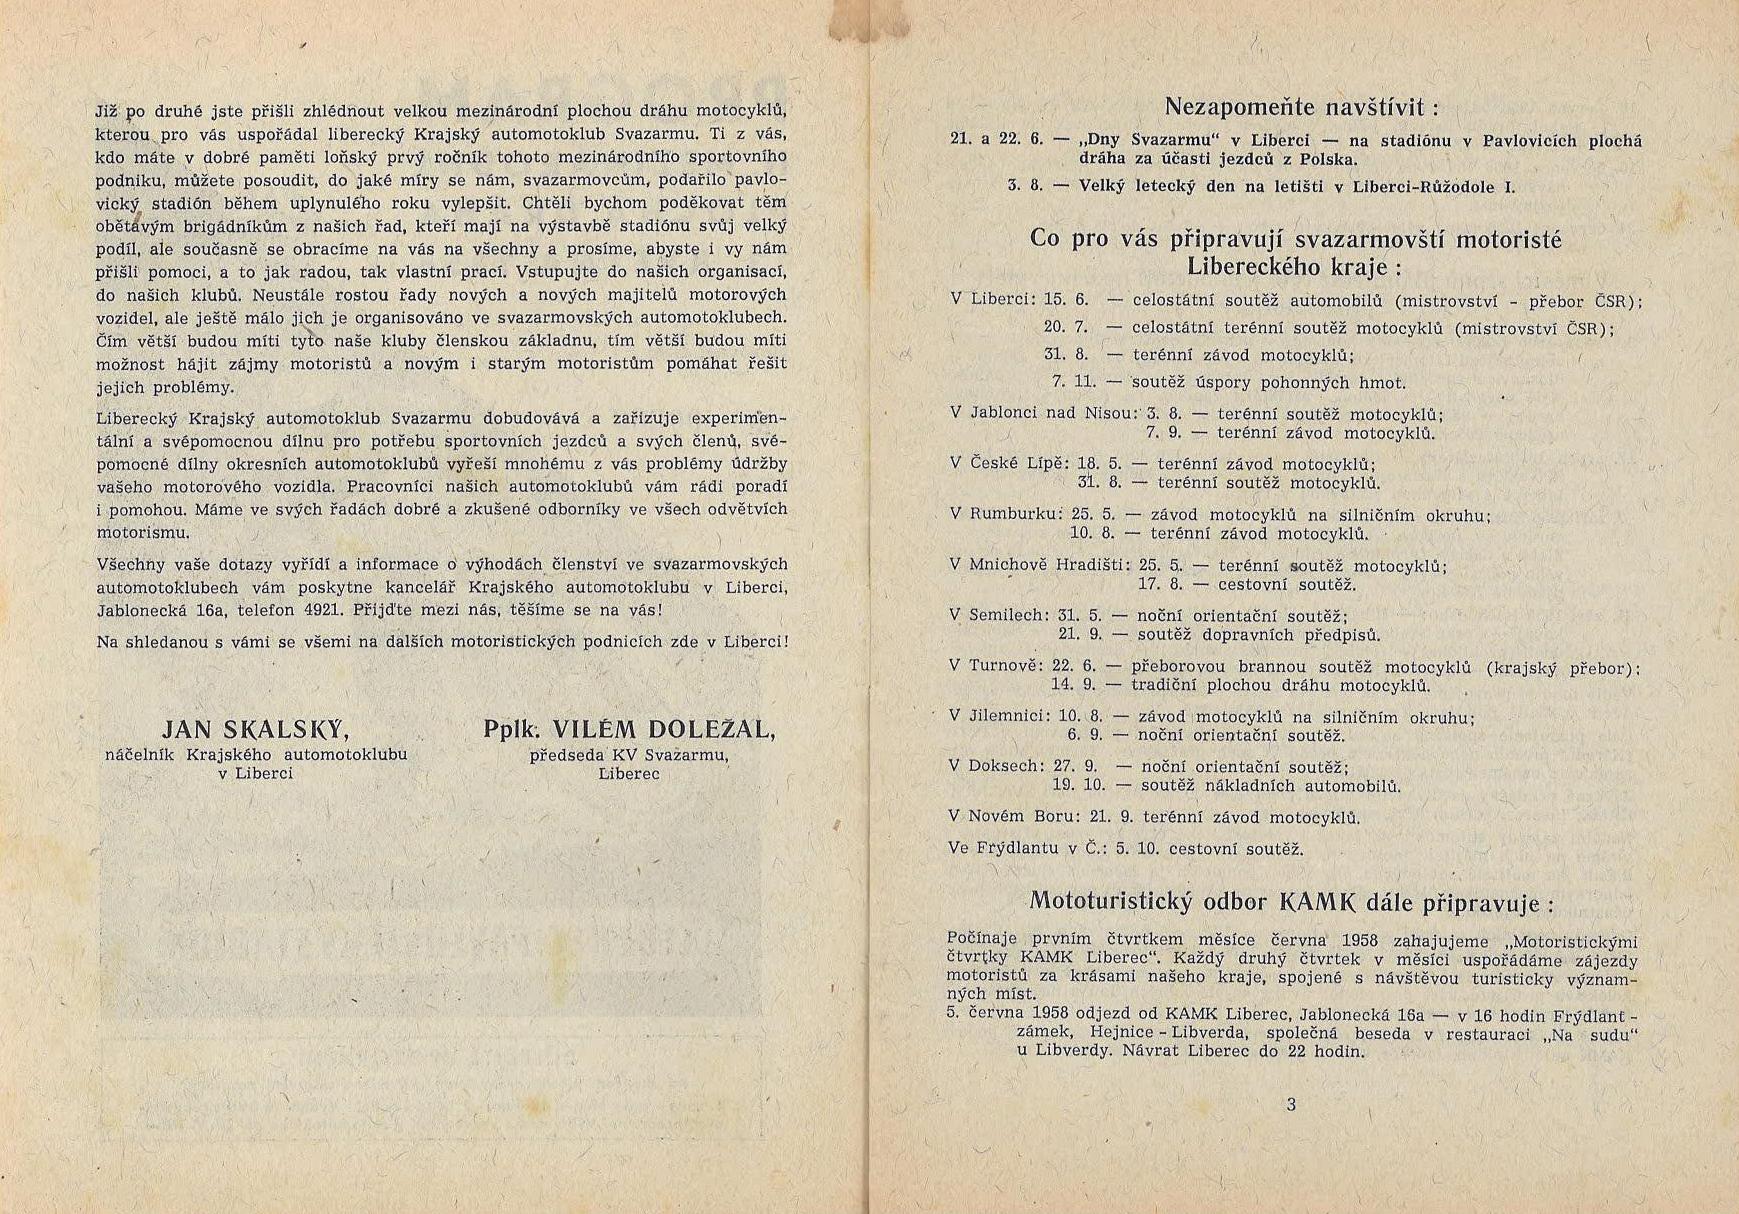 Již po druhé jste přišli zhlédnout velkou mezinárodní plochou dráhu motocyklů,
kterou pro vás uspořádal liberecký Krajský automotoklub Svazarmu. Ti z vás,
kdo máte v dobré paměti loňský prvý ročník tohoto mezinárodního sportovního
podniku, můžete posoudit, do jaké míry se nám, svazarmovcům, podařilo pavlo-
vický stadión během uplynulého roku vylepšit. Chtěli bychom poděkovat těm
obětavým brigádníkům z našich řad, kteří mají na výstavbě stadiónu svůj velký
podíl, ale současně se obracíme na vás na všechny a prosíme, abyste i vy nám
přišli pomoci, a to jak radou, tak vlastní prací. Vstupujte do našich organisací,
do našich klubů. Neustále rostou řady nových a nových majitelů motorových
vozidel, ale ještě málo jich je organisováno ve svazarmovských automotoklubech.
Čím větší budou míti tyto naše kluby členskou základnu, tím větší budou míti
možnost hájit zájmy motoristů a novým i starým motoristům pomáhat řešit
jejich problémy.
Liberecký Krajský automotoklub Svazarmu dobudovává a zařizuje experimen-
tální a svépomocnou dílnu pro potřebu sportovních jezdců a svých členů, své-
pomocné dílny okresních automotoklubů vyřeší mnohému z vás problémy údržby
vašeho motorového vozidla. Pracovníci našich automotoklubů vám rádi poradí
i pomohou. Máme ve svých řadách dobré a zkušené odborníky ve všech odvětvích
motorismu.
Všechny vaše dotazy vyřídí a informace o výhodách členství ve svazarmovských
automotoklubech vám poskytne kancelář Krajského automotoklubu v Liberci,
Jablonecká 16a, telefon 4921. Přijďte mezi nás, těšíme se na vás!
Na shledanou s vámi se všemi na dalších motoristických podnicích zde v Liberci!
JAN SKALSKÝ,
náčelník Krajského automotoklubu
v Liberci
Pplk. VILÉM DOLEŽAL,
předseda KV Svazarmu,
Liberec
Nezapomeňte navštívit :
21. a 22. 6. — „Dny Svazarmu“ v Liberci — na stadiónu v Pavlovicích plochá
dráha za účasti jezdců z Polska.
3. 8. — Velký letecký den na letišti v Liberci-Růžodole I.
Co pro vás připravují svazarmovští motoristé
Libereckého kraje :
V Liberci: 15. 6. — celostátní soutěž automobilů (mistrovství - přebor ČSR);
20. 7. — celostátní terénní soutěž motocyklů (mistrovství ČSR);
31. 8. — terénní závod motocyklů;
7. 11. — soutěž úspory pohonných hmot.
V Jablonci nad Nisou: 3. 8. — terénní soutěž motocyklů;
7. 9. — terénní závod motocyklů.
V České Lípě: 18. 5. — terénní závod motocyklů;
31. 8. — terénní soutěž motocyklů.
V Rumburku: 25. 5. — závod motocyklů na silničním okruhu;
10. 8. — terénní závod motocyklů.
V Mnichově Hradišti: 25. 5. — terénní soutěž motocyklů;
17. 8. — cestovní soutěž.
V Semilech: 31. 5. — noční orientační soutěž;
21. 9. — soutěž dopravních předpisů.
V Turnově: 22. 6. — přeborovou brannou soutěž motocyklů (krajský přebor);
14. 9. — tradiční plochou dráhu motocyklů.
V Jilemnici: 10. 8. — závod motocyklů na silničním okruhu;
6. 9. — noční orientační soutěž.
V Doksech: 27. 9. — noční orientační soutěž;
19. 10. — soutěž nákladních automobilů.
V Novém Boru: 21. 9. terénní závod motocyklů.
Ve Frýdlantu v Č.: 5. 10. cestovní soutěž.
Mototuristický odbor KAMK dále připravuje :
Počínaje prvním čtvrtkem měsíce června 1958 zahajujeme „Motoristickými
čtvrtky KAMK Liberec“. Každý druhý čtvrtek v měsíci uspořádáme zájezdy
motoristů za krásami našeho kraje, spojené s návštěvou turisticky význam-
ných míst.
5. června 1958 odjezd od KAMK Liberec, Jablonecká 16a — v 16 hodin Frýdlant -
zámek, Hejnice - Libverda, společná beseda v restauraci „Na sudu“
u Libverdy. Návrat Liberec do 22 hodin.
3